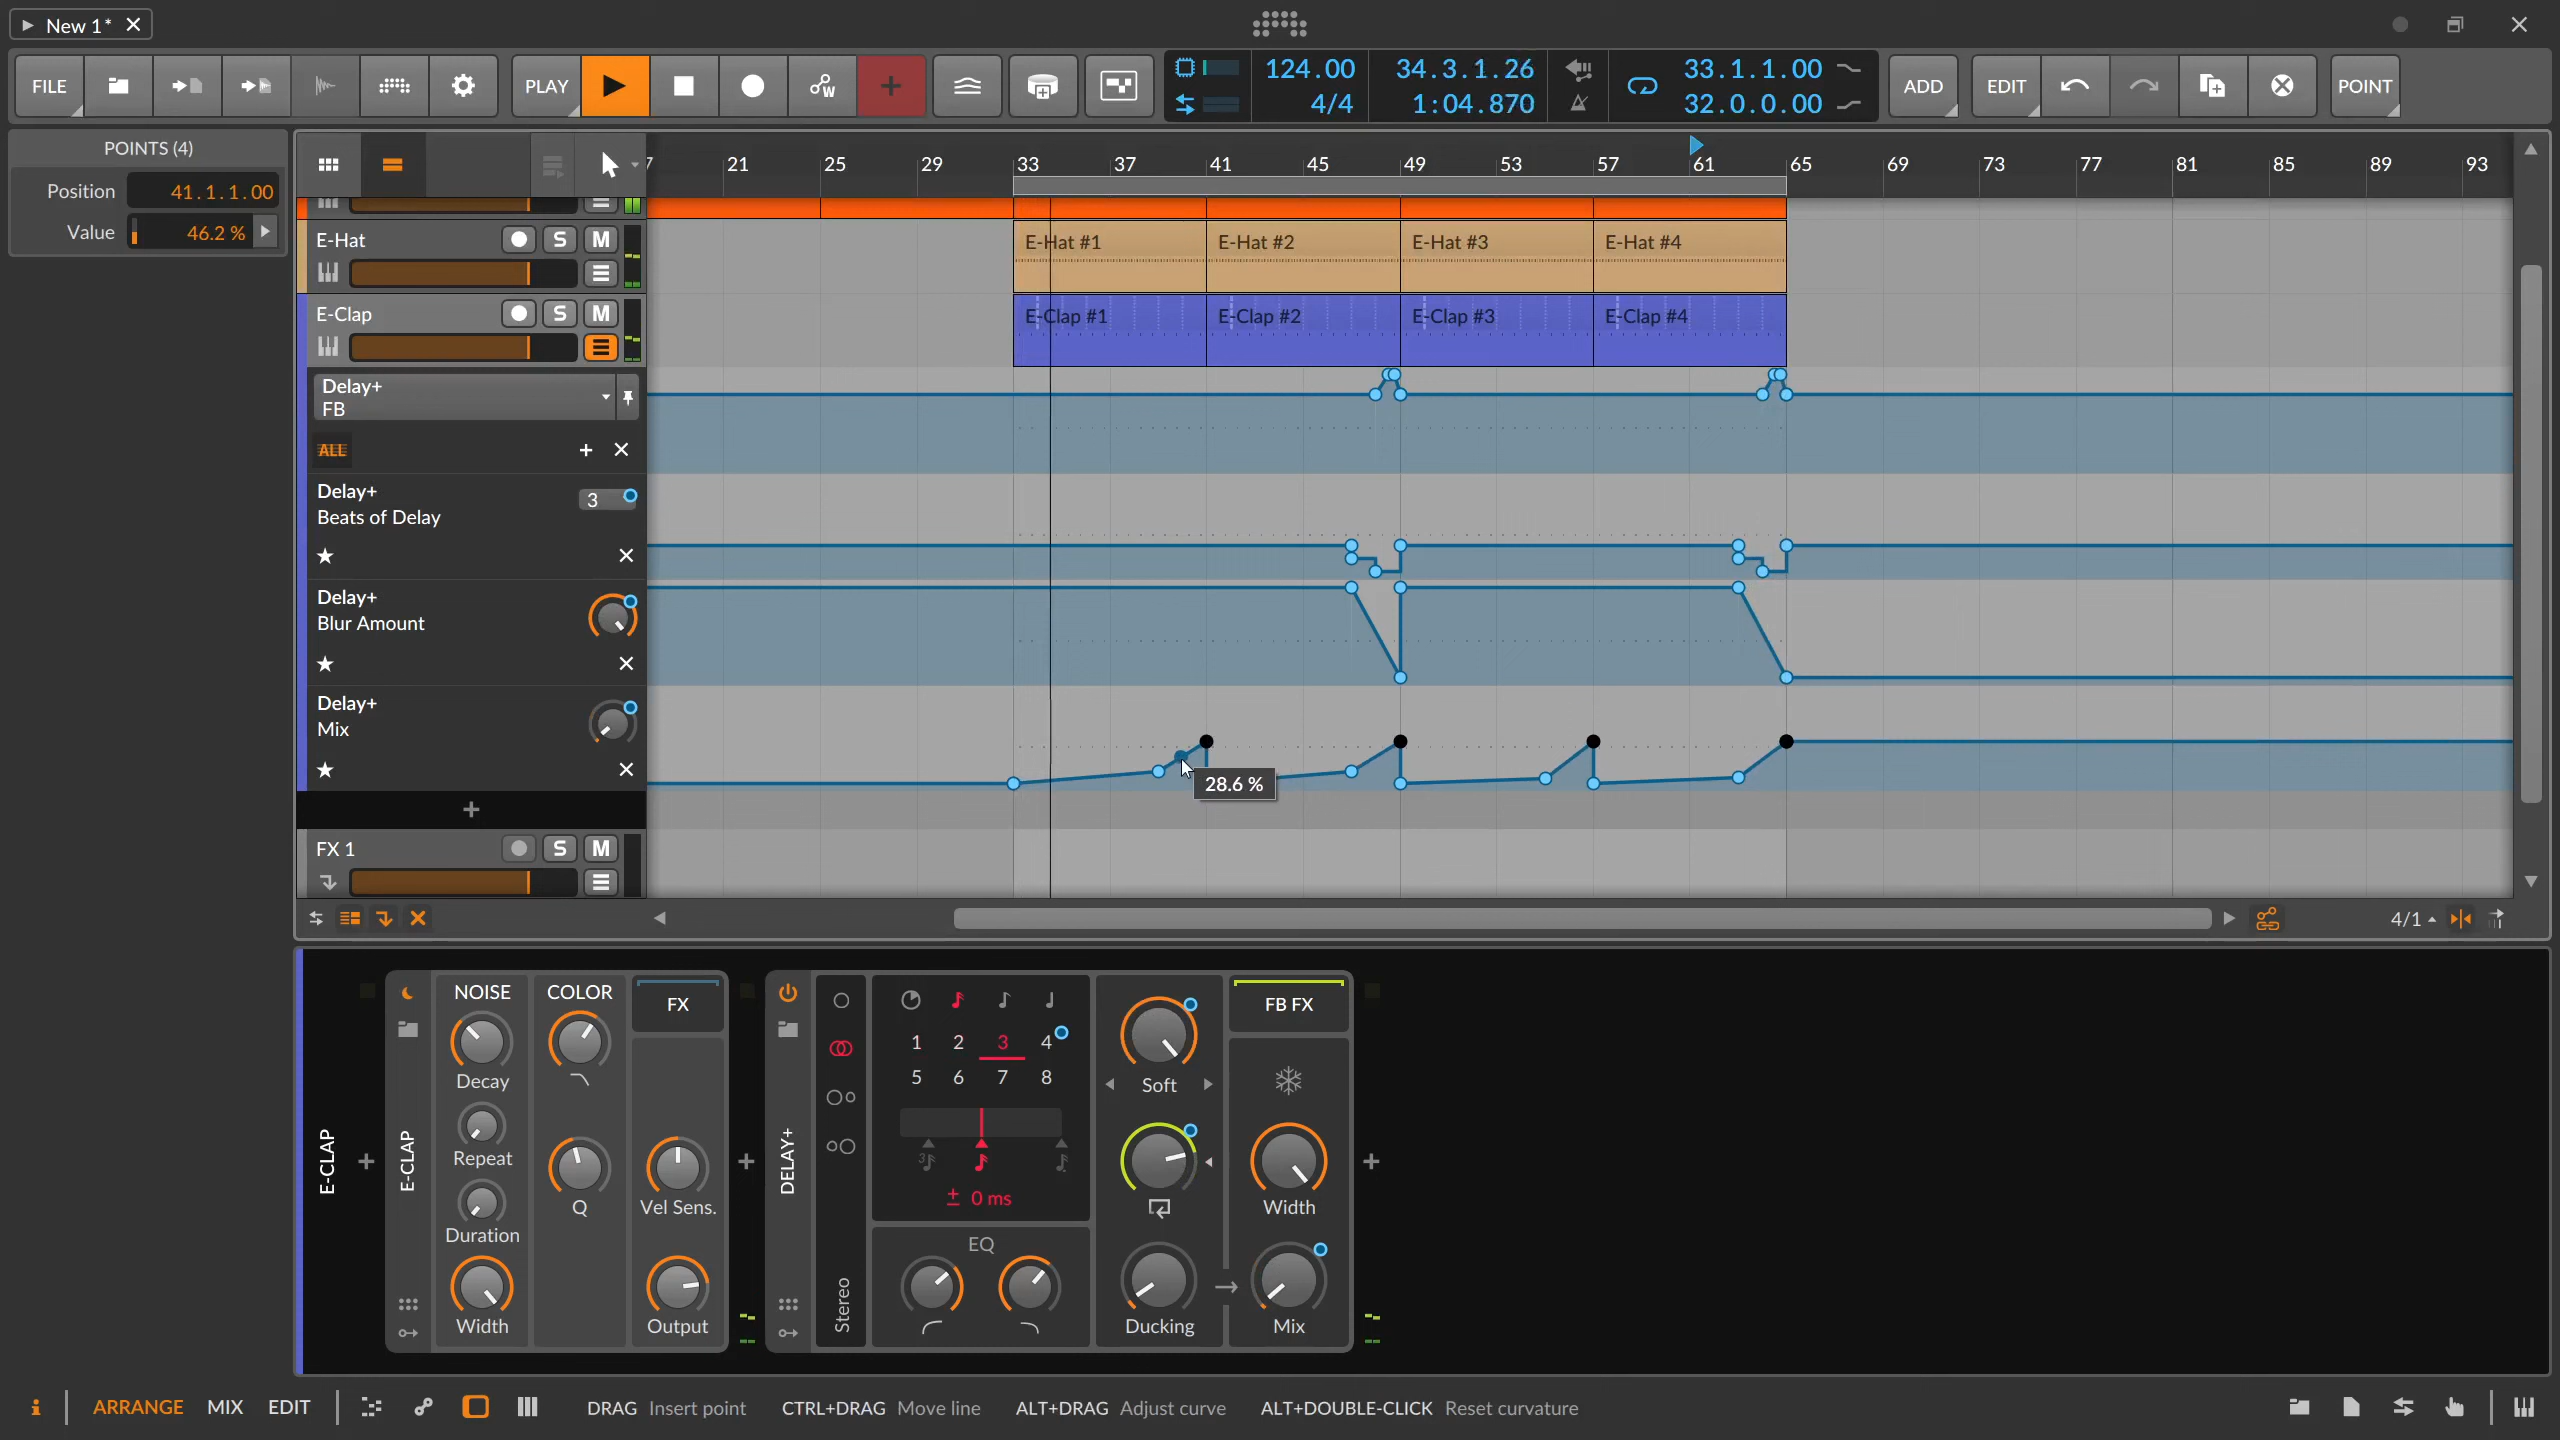 New 1*
FILE
PLAY
W
124.00
4/4
34.3.1.26
1:04.870
33.1.1.00
32.0.0.00
ADD
EDIT
POINT
POINTS (4)
Position 41.1.1.00
Value 46.2 %
7 21 25 29 33 37 41 45 49 53 57 61 65 69 73 77 81 85 89 93
E-Hat S M
E-Hat #1 E-Hat #2 E-Hat #3 E-Hat #4
E-Clap S M
E-Clap #1 E-Clap #2 E-Clap #3 E-Clap #4
Delay+
FB
ALL
Delay+ 3
Beats of Delay
Delay+
Blur Amount
Delay+
Mix
28.6 %
FX 1 S M
4/1
E-CLAP
E-CLAP
NOISE
Decay
Repeat
Duration
Width
COLOR
Q
FX
Vel Sens.
Output
DELAY+
Stereo
1 2 3 4
5 6 7 8
3
± 0 ms
EQ
Soft
Ducking
FB FX
Width
Mix
i ARRANGE MIX EDIT
DRAG Insert point CTRL+DRAG Move line ALT+DRAG Adjust curve ALT+DOUBLE-CLICK Reset curvature